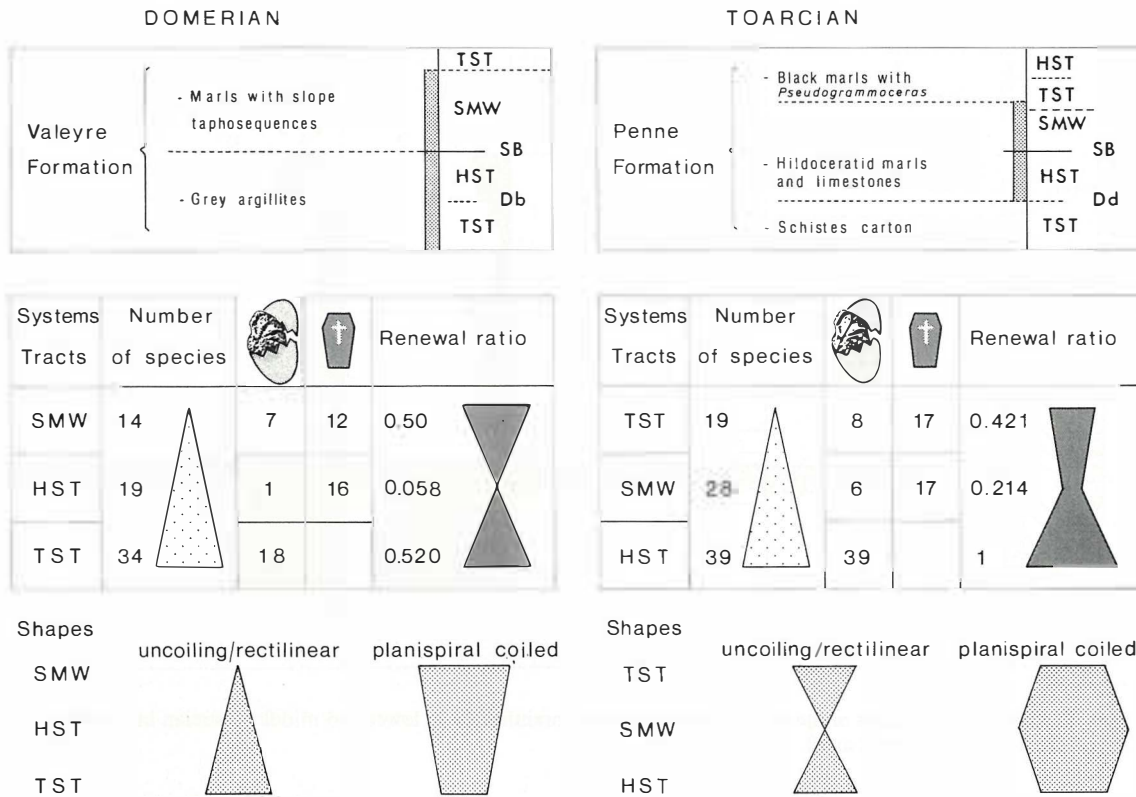 DOMERIAN
Valeyre
Formation
- Marls with slope
taphosequences
- Grey argillites
TST
SMW
SB
HST
Db
TST
TOARCIAN
Penne
Formation
- Black marls with
Pseudogrammoceras
- Hildoceratid marls
and limestones
- Schistes carton
HST
TST
SMW
SB
HST
Dd
TST
Systems Number Renewal ratio
Tracts of species
SMW 14 7 12 0.50
HST 19 1 16 0.058
TST 34 18 0.520
Systems Number Renewal ratio
Tracts of species
TST 19 8 17 0.421
SMW 28 6 17 0.214
HST 39 39 1
Shapes
uncoiling/rectilinear planispiral coiled
SMW
HST
TST
Shapes
uncoiling/rectilinear planispiral coiled
TST
SMW
HST